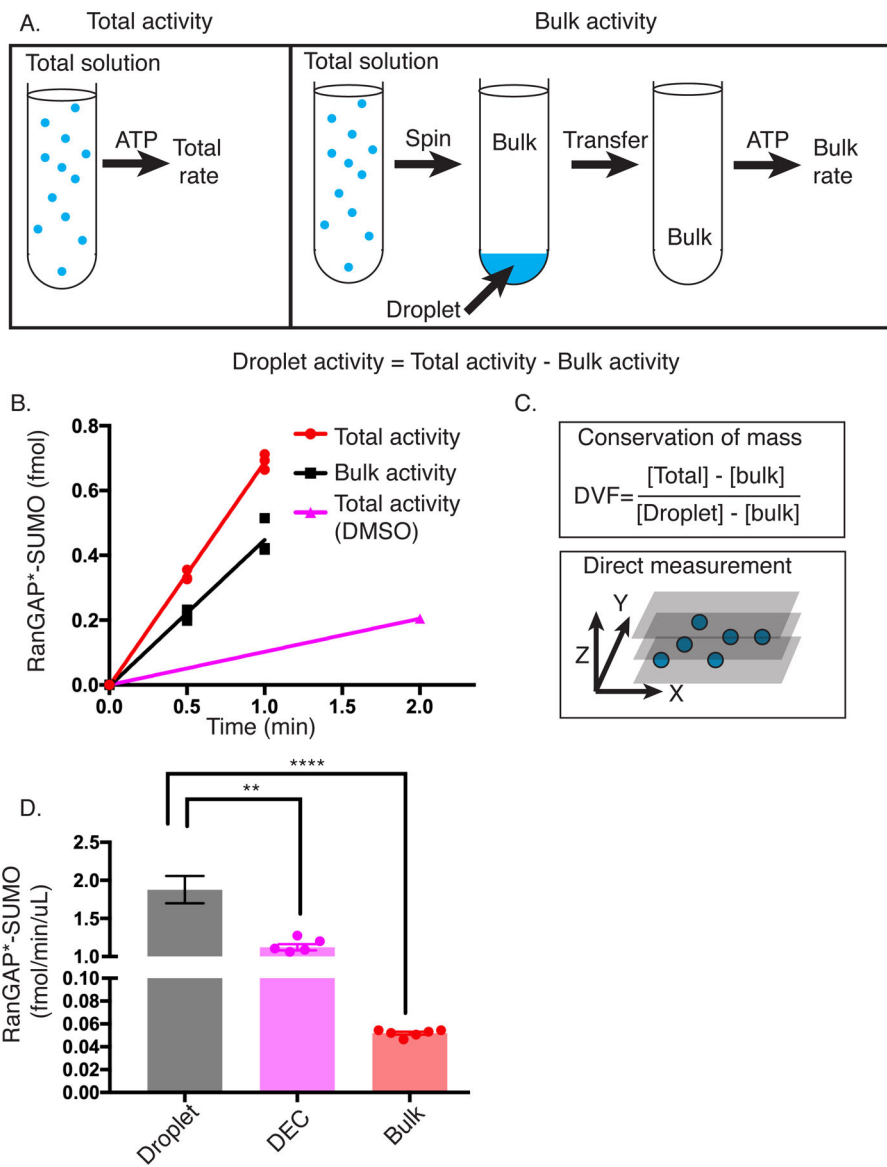 A. Total activity Bulk activity
Total solution
ATP
Total
rate
Total solution
Spin
Bulk
Droplet
Transfer
Bulk
ATP
Bulk
rate
Droplet activity = Total activity - Bulk activity
B.
RanGAP*-SUMO (fmol)
0.8
0.6
0.4
0.2
0.0
0.0 0.5 1.0 1.5 2.0
Time (min)
Total activity
Bulk activity
Total activity
(DMSO)
C.
Conservation of mass
DVF= [Total] - [bulk]
[Droplet] - [bulk]
Direct measurement
Y
Z
X
D.
****
**
RanGAP*-SUMO
(fmol/min/uL)
2.5
2.0
1.5
1.0
0.10
0.08
0.06
0.04
0.02
0.00
Droplet DEC Bulk